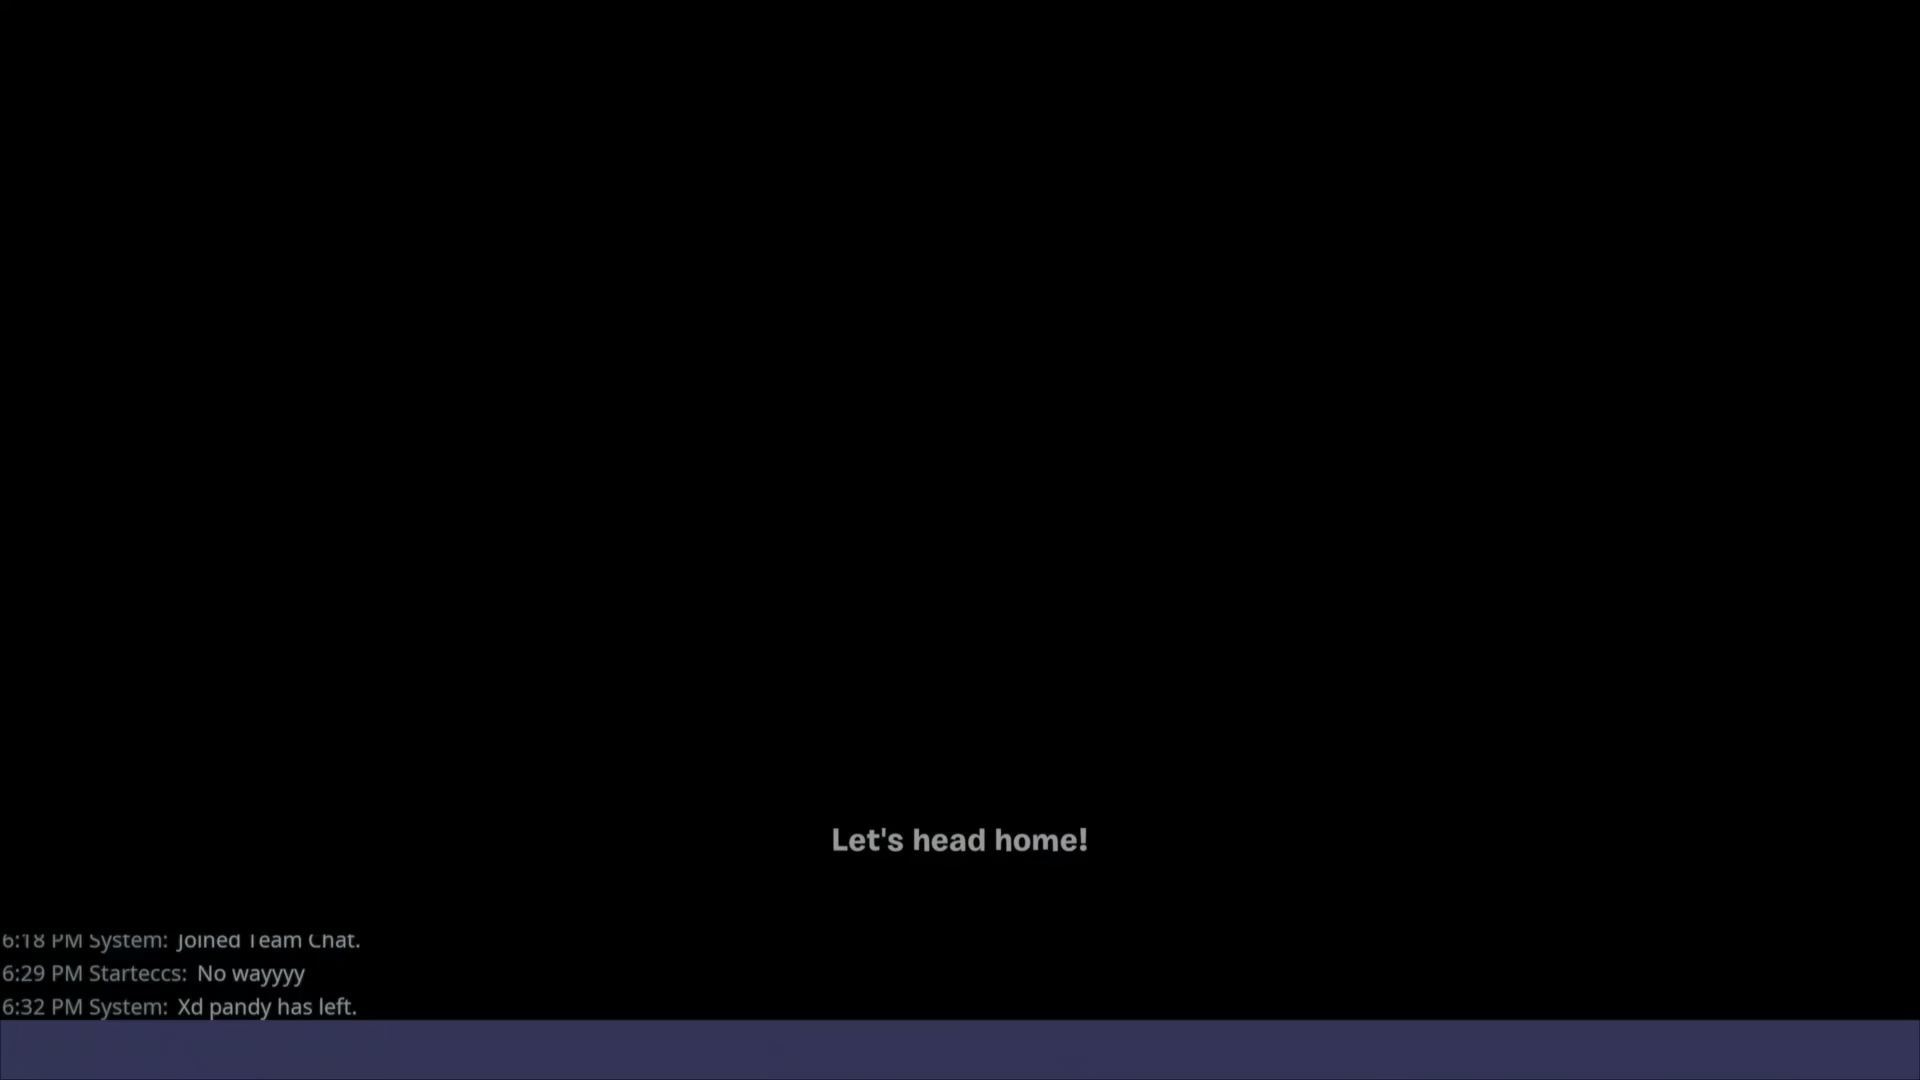 Let's head home!
6:18 PM System: Joined Team Chat.
6:29 PM Starteccs: No wayyyy
6:32 PM System: Xd pandy has left.